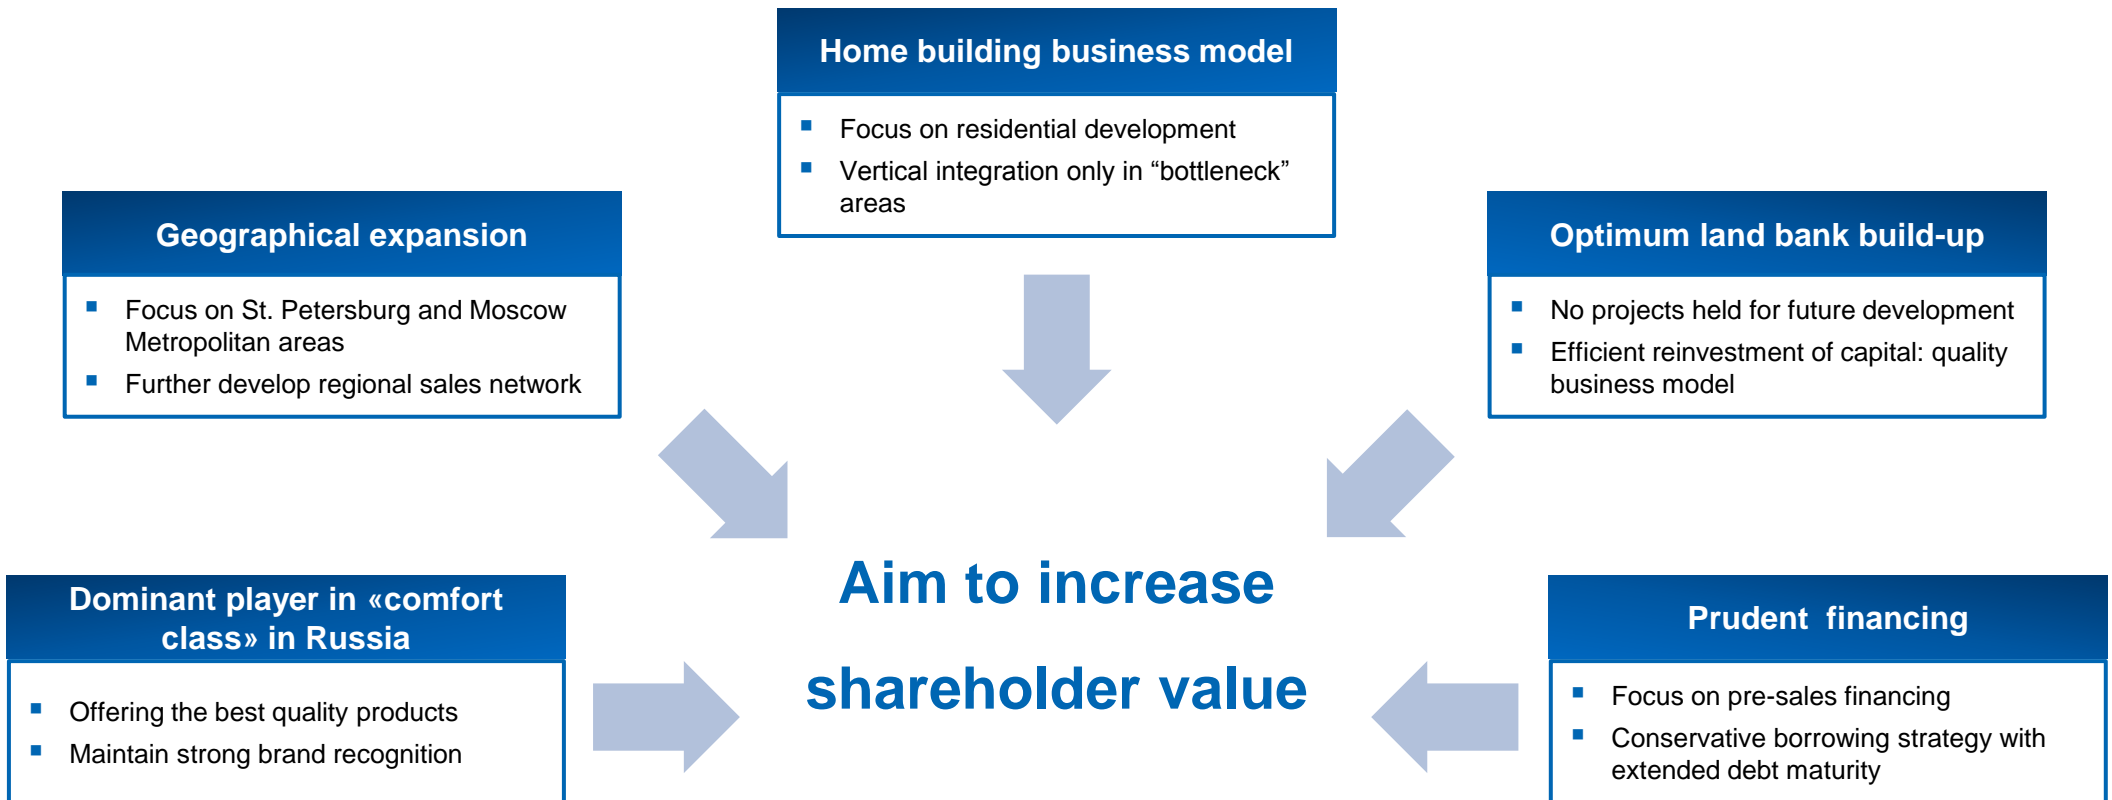 Home building business model
Focus on residential development
Vertical integration only in “bottleneck”
areas
Geographical expansion
Focus on St. Petersburg and Moscow
Metropolitan areas
Further develop regional sales network
Optimum land bank build-up
No projects held for future development
Efficient reinvestment of capital: quality
business model
Aim to increase
shareholder value
Dominant player in «comfort
class» in Russia
Offering the best quality products
Maintain strong brand recognition
Prudent financing
Focus on pre-sales financing
Conservative borrowing strategy with
extended debt maturity